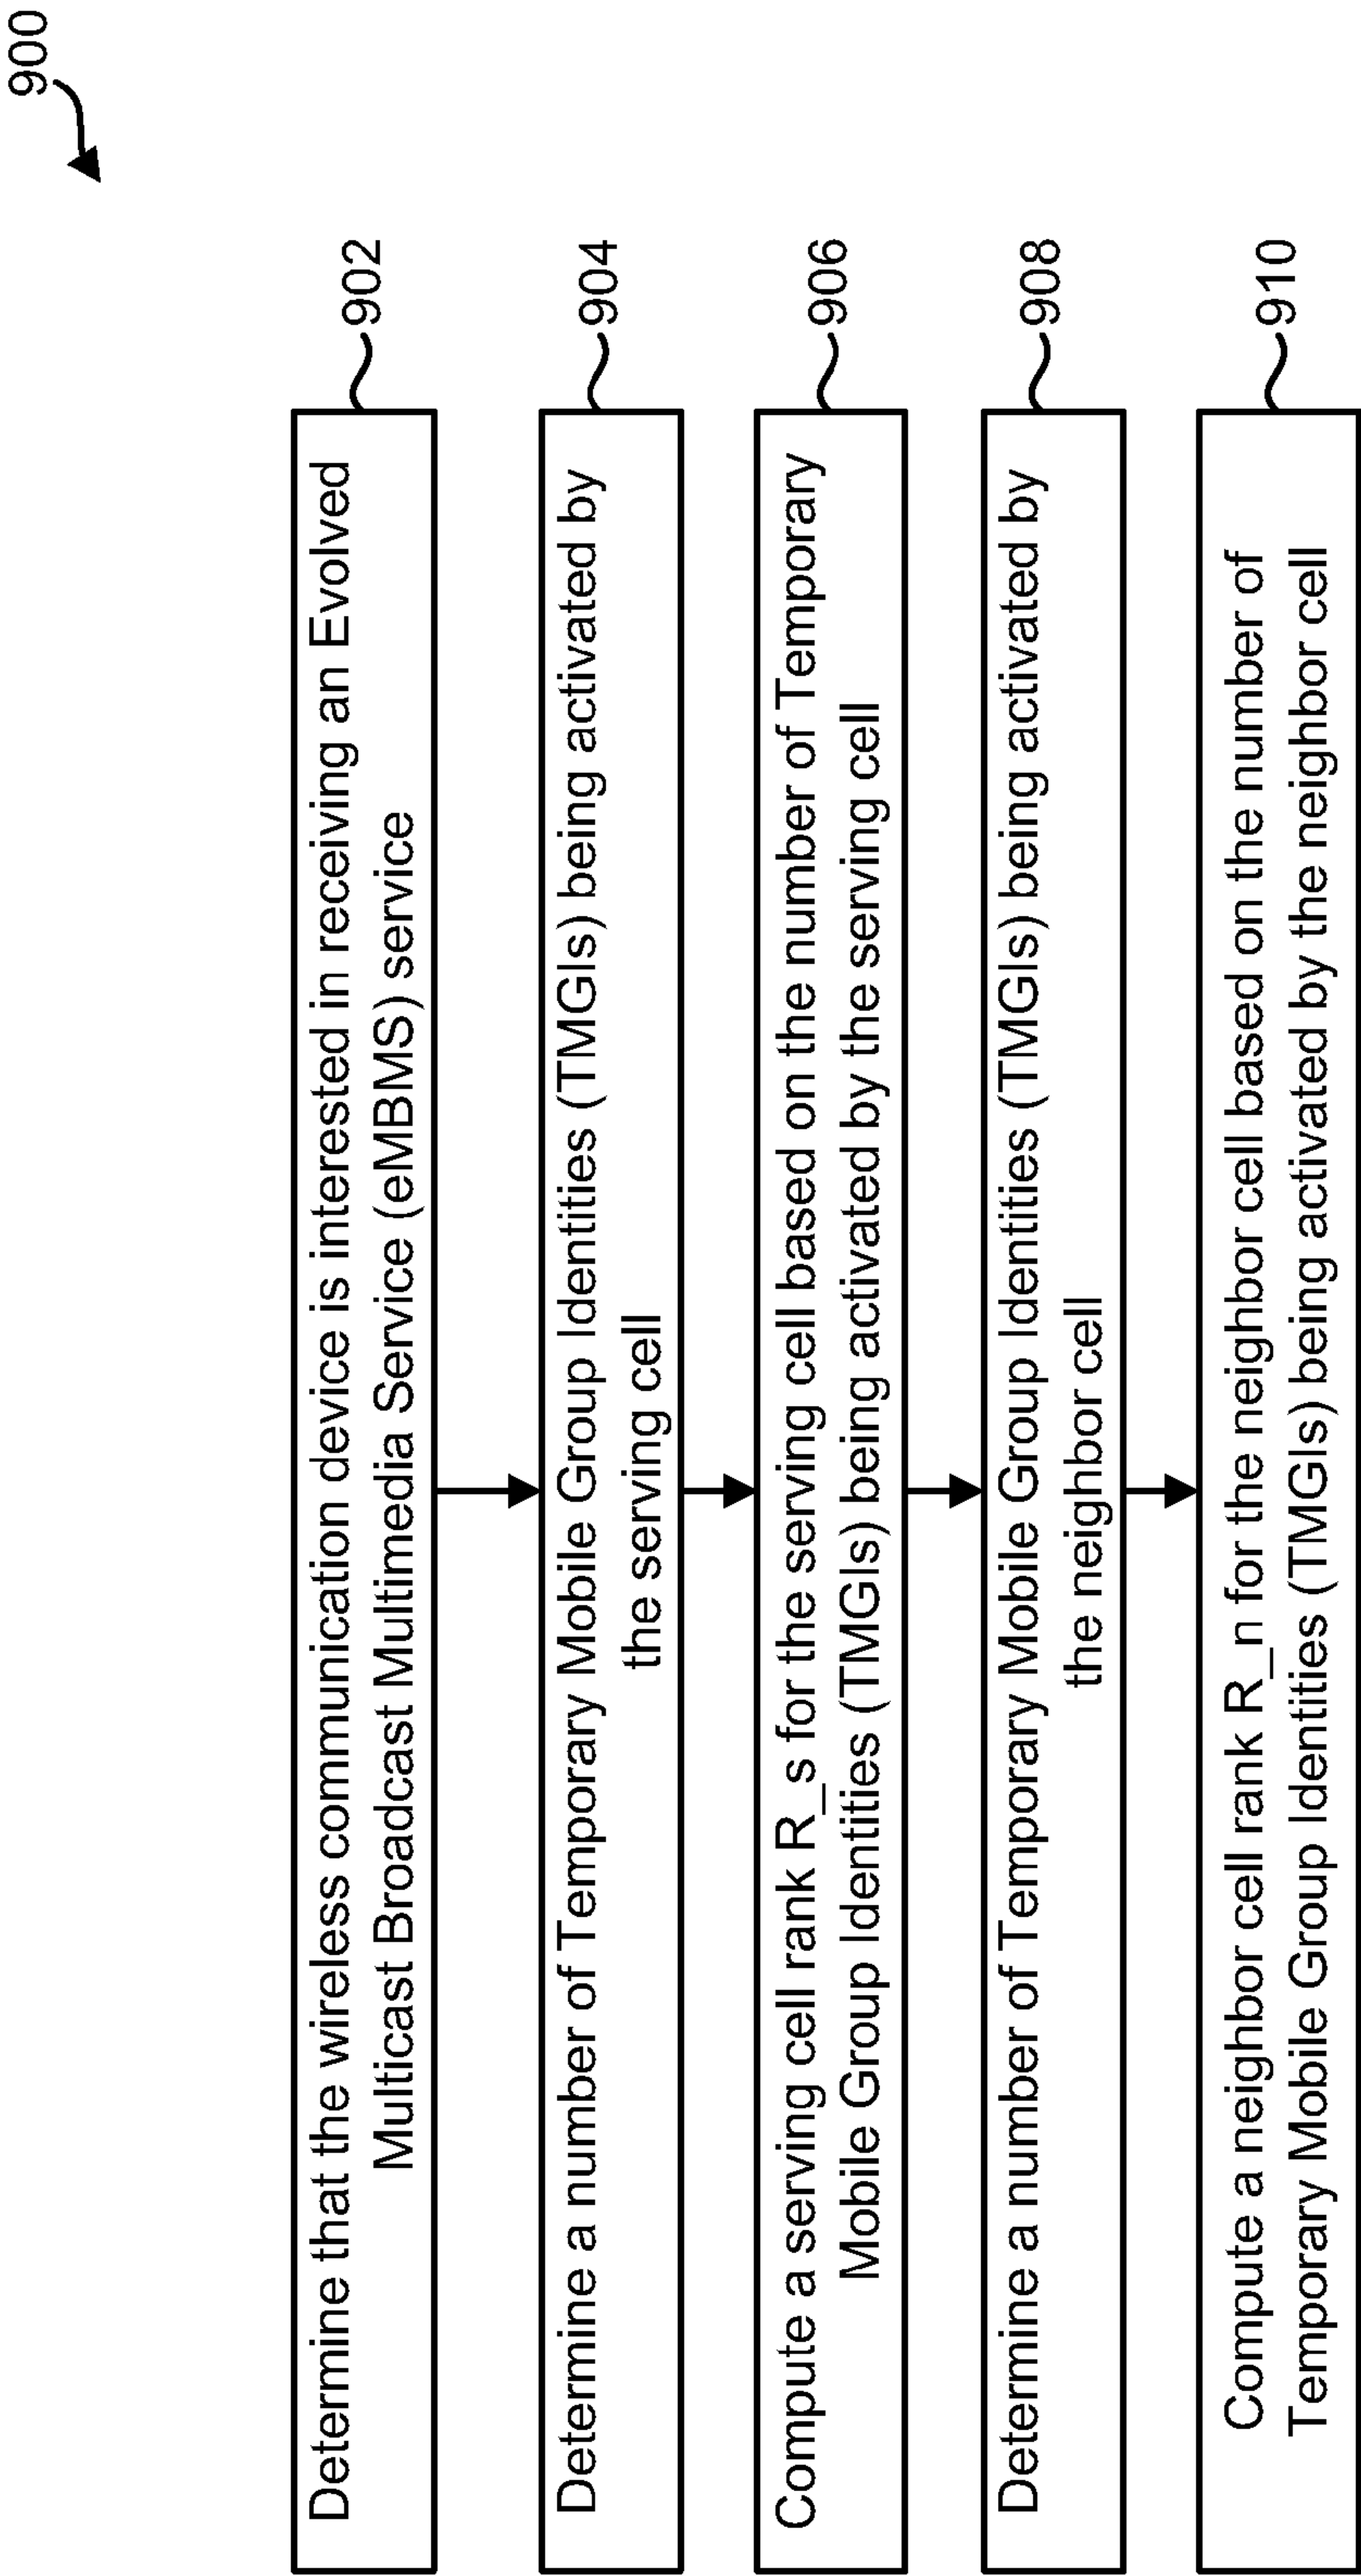 900
Determine that the wireless communication device is interested in receiving an Evolved
Multicast Broadcast Multimedia Service (eMBMS) service
902
Determine a number of Temporary Mobile Group Identities (TMGIs) being activated by
the serving cell
904
Compute a serving cell rank R_s for the serving cell based on the number of Temporary
Mobile Group Identities (TMGIs) being activated by the serving cell
906
Determine a number of Temporary Mobile Group Identities (TMGIs) being activated by
the neighbor cell
908
Compute a neighbor cell rank R_n for the neighbor cell based on the number of
Temporary Mobile Group Identities (TMGIs) being activated by the neighbor cell
910